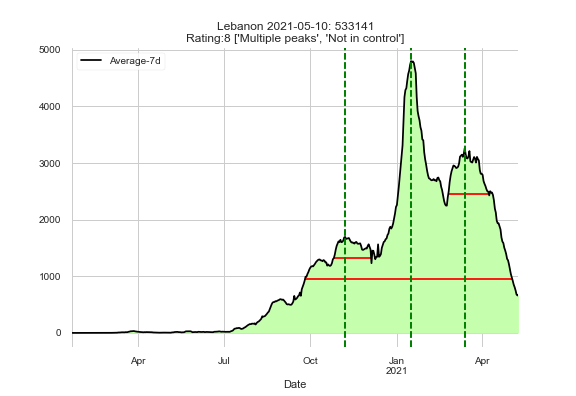 Lebanon 2021-05-10: 533141
Rating:8 ['Multiple peaks', 'Not in control']
Average-7d
5000
4000
3000
2000
1000
0
Apr
Jul
Oct
Jan
2021
Apr
Date